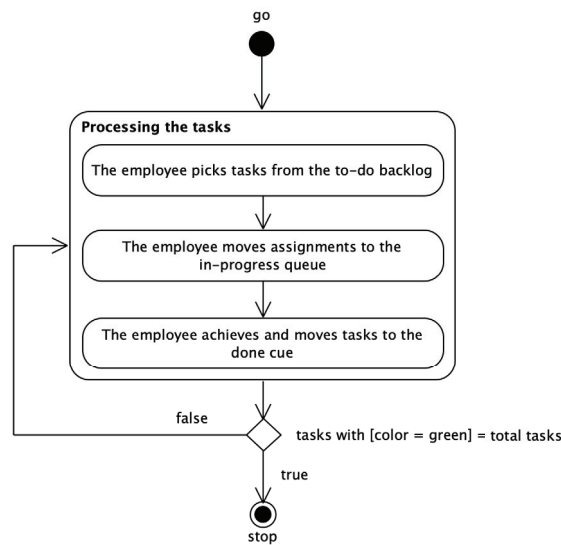 go
Processing the tasks
The employee picks tasks from the to-do backlog
The employee moves assignments to the
in-progress queue
The employee achieves and moves tasks to the
done cue
false
tasks with [color = green] = total tasks
true
stop